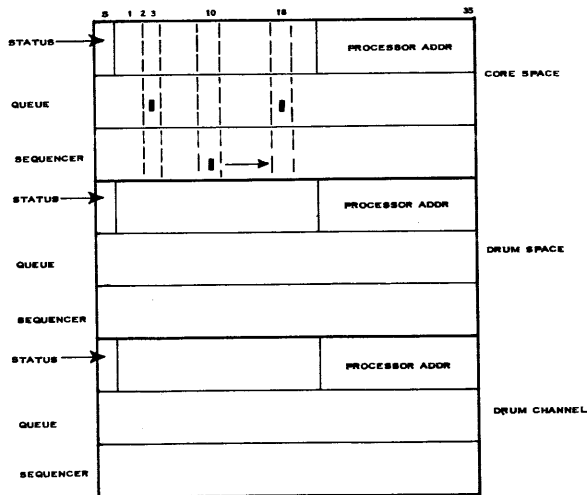 S 1 2 3 10 18 35
STATUS PROCESSOR ADDR
CORE SPACE
QUEUE
SEQUENCER
STATUS PROCESSOR ADDR
DRUM SPACE
QUEUE
SEQUENCER
STATUS PROCESSOR ADDR
DRUM CHANNEL
QUEUE
SEQUENCER